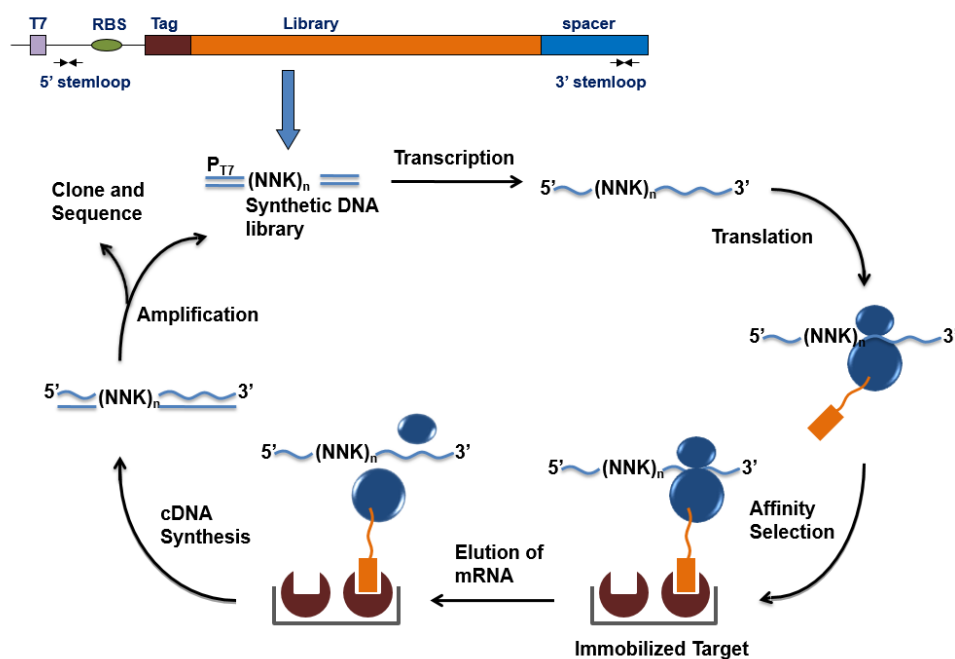 T7 RBS Tag Library spacer
5’ stemloop 3’ stemloop
PT7 (NNK)n
Synthetic DNA
library
Transcription
5’ (NNK)n 3’
Translation
5’ (NNK)n 3’
Affinity
Selection
5’ (NNK)n 3’
Immobilized Target
Elution of
mRNA
5’ (NNK)n 3’
cDNA
Synthesis
5’ (NNK)n 3’
Amplification
Clone and
Sequence